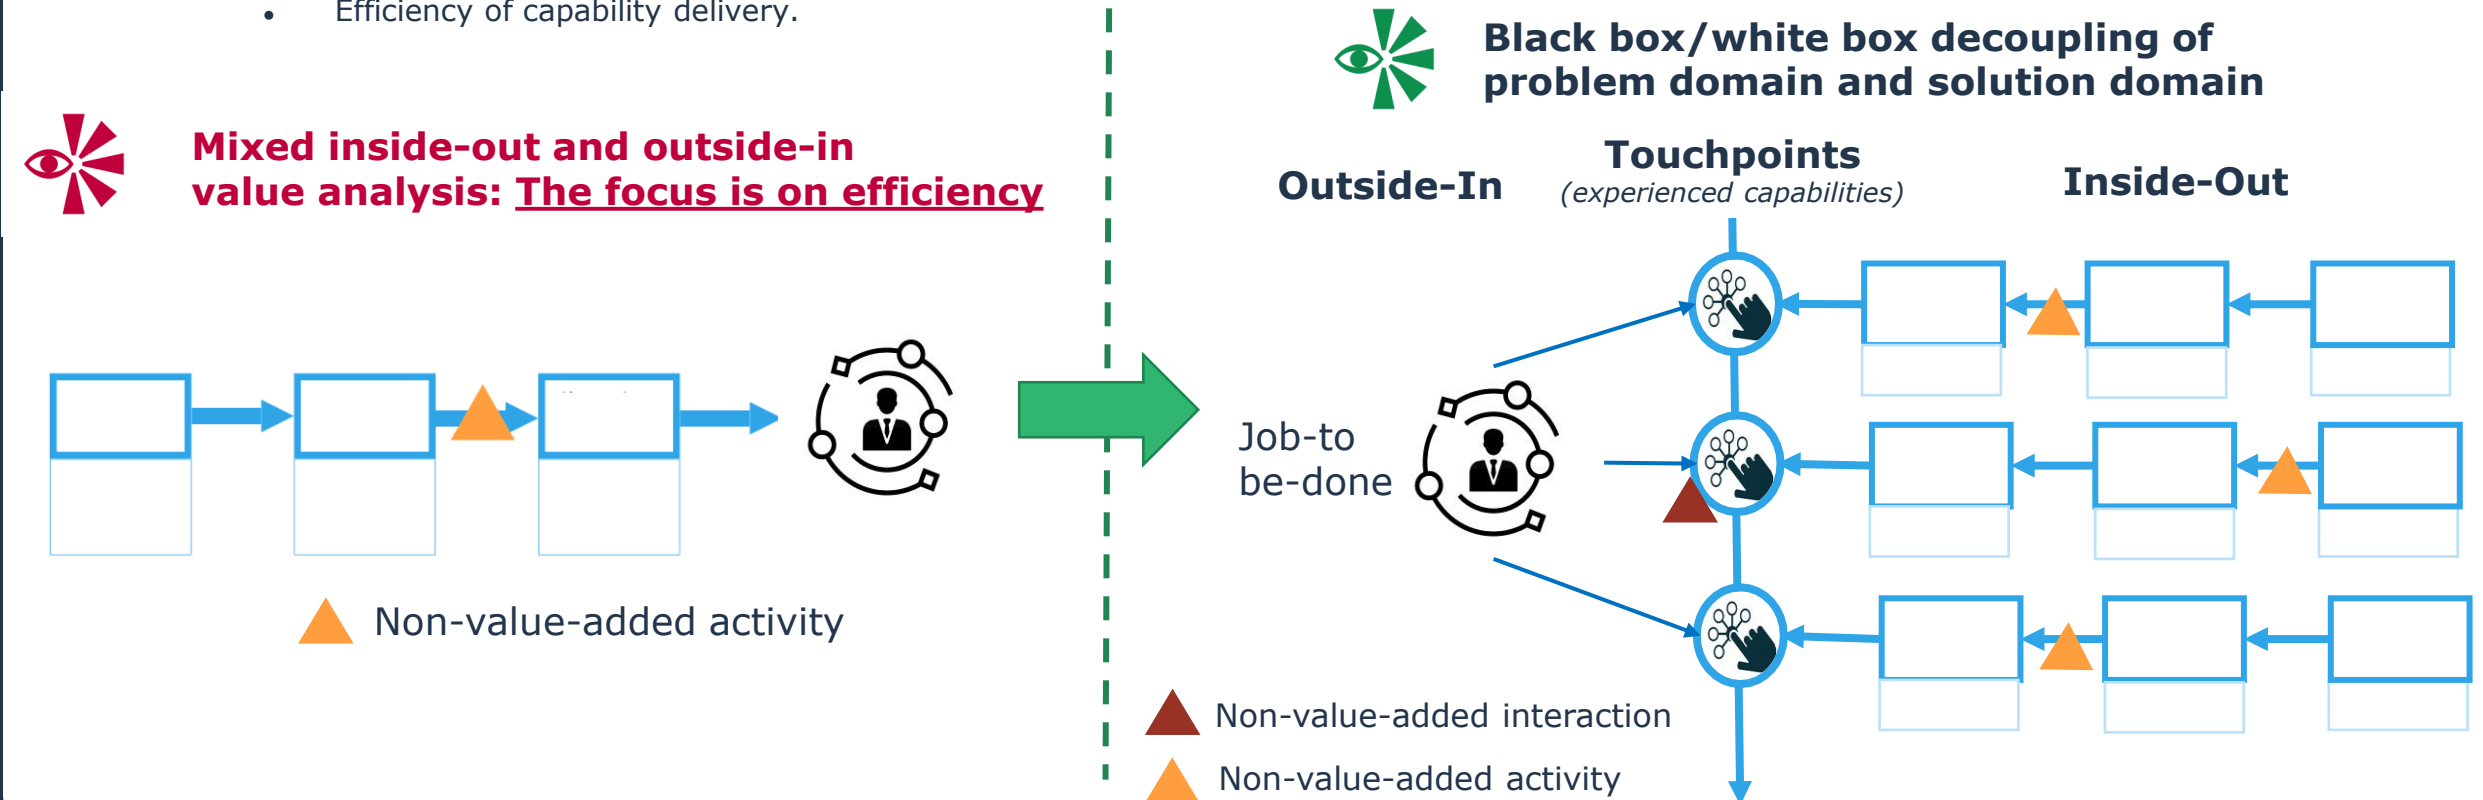 Efficiency of capability delivery.
Mixed inside-out and outside-in
value analysis: The focus is on efficiency
Non-value-added activity
Black box/white box decoupling of
problem domain and solution domain
Outside-In
Touchpoints
(experienced capabilities)
Inside-Out
Job-to
be-done
Non-value-added interaction
Non-value-added activity